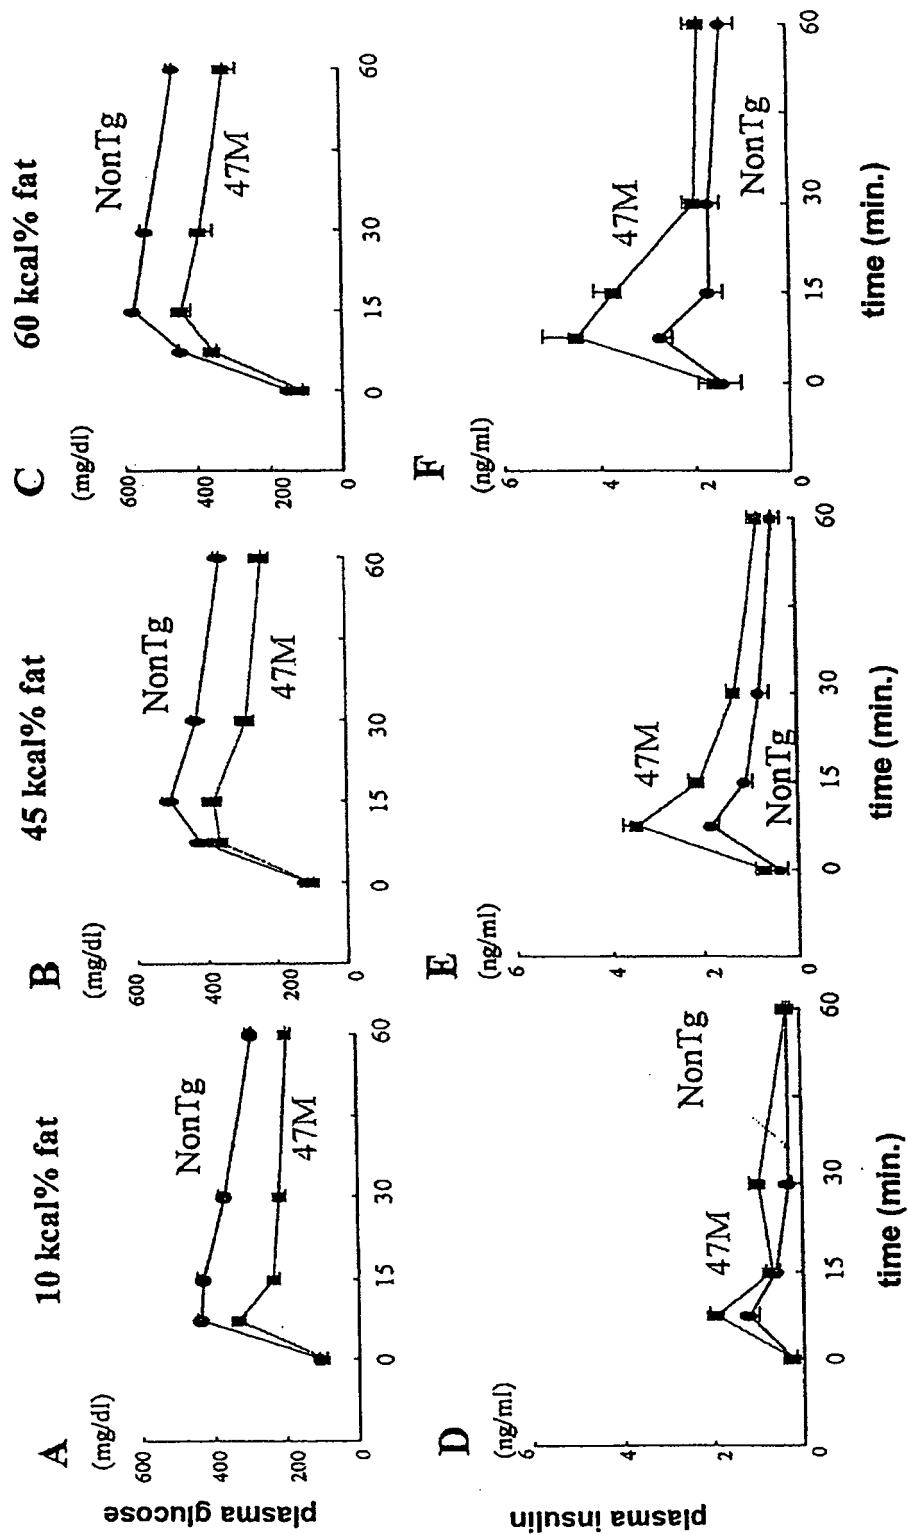 10 kcal% fat
45 kcal% fat
60 kcal% fat
A
(mg/dl)
plasma glucose
600
400
200
0
NonTg
47M
0
15
30
60
B
(mg/dl)
600
400
200
0
NonTg
47M
0
15
30
60
C
(mg/dl)
600
400
200
0
NonTg
47M
0
15
30
60
D
(ng/ml)
plasma insulin
6
4
2
0
47M
NonTg
0
15
30
60
time (min.)
E
(ng/ml)
6
4
2
0
47M
NonTg
0
15
30
60
time (min.)
F
(ng/ml)
6
4
2
0
47M
NonTg
0
15
30
60
time (min.)